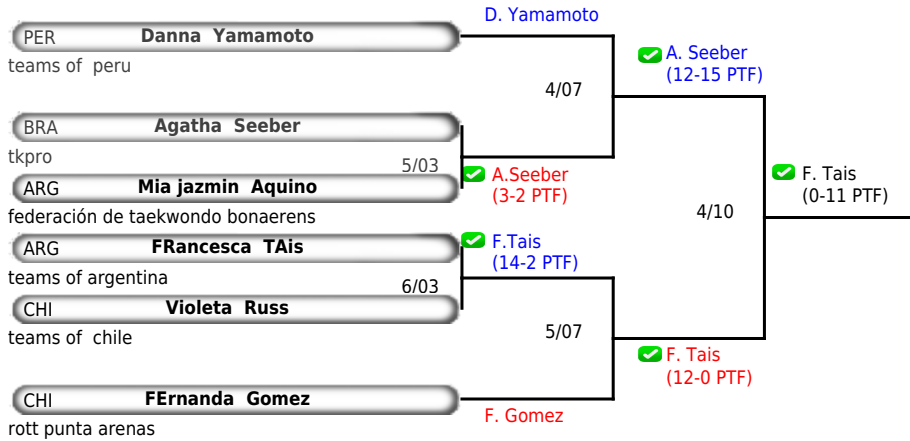 D. Yamamoto
PER Danna Yamamoto
teams of peru
A. Seeber
(12-15 PTF)
4/07
BRA Agatha Seeber
tkpro
5/03
A.Seeber
(3-2 PTF)
ARG Mia jazmin Aquino
federación de taekwondo bonaerens
F. Tais
(0-11 PTF)
4/10
ARG FRancesca TAis
teams of argentina
F.Tais
(14-2 PTF)
6/03
CHI Violeta Russ
teams of chile
5/07
F. Tais
(12-0 PTF)
CHI FErnanda Gomez
rott punta arenas
F. Gomez